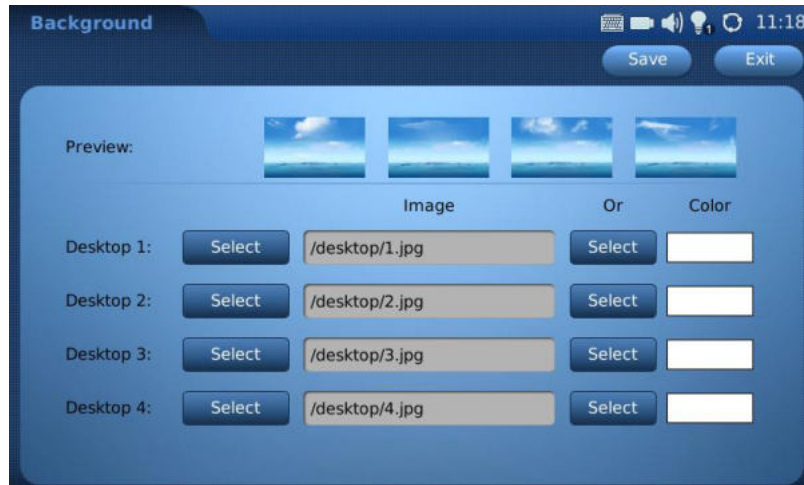 Background 11:18
Save Exit
Preview:
Image Or Color
Desktop 1: Select /desktop/1.jpg Select
Desktop 2: Select /desktop/2.jpg Select
Desktop 3: Select /desktop/3.jpg Select
Desktop 4: Select /desktop/4.jpg Select